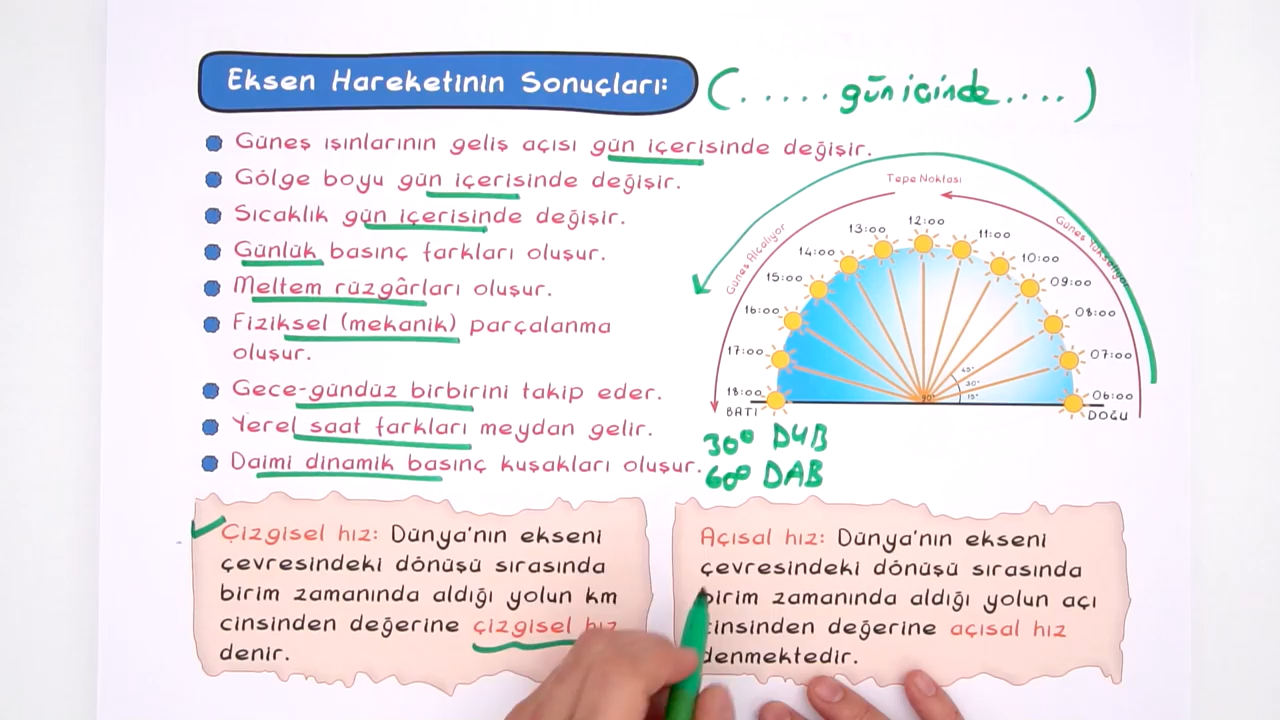 Eksen Hareketinin Sonuçları:
(.....gün içinde....)
Güneş ışınlarının geliş açısı gün içerisinde değişir.
Gölge boyu gün içerisinde değişir.
Sıcaklık gün içerisinde değişir.
Günlük basınç farkları oluşur.
Meltem rüzgârları oluşur.
Fiziksel (mekanik) parçalanma
oluşur.
Gece-gündüz birbirini takip eder.
Yerel saat farkları meydan gelir.
Daimi dinamik basınç kuşakları oluşur.
Tepe Noktası
Güneş Alçalıyor
Güneş Yükseliyor
12:00
13:00
11:00
14:00
10:00
15:00
09:00
16:00
08:00
17:00
07:00
18:00
06:00
BATI
DOĞU
45°
30°
15°
90°
30° DYB
60° DAB
Çizgisel hız: Dünya'nın ekseni
çevresindeki dönüşü sırasında
birim zamanında aldığı yolun km
cinsinden değerine çizgisel hız
denir.
Açısal hız: Dünya'nın ekseni
çevresindeki dönüşü sırasında
birim zamanında aldığı yolun açı
cinsinden değerine açısal hız
denmektedir.